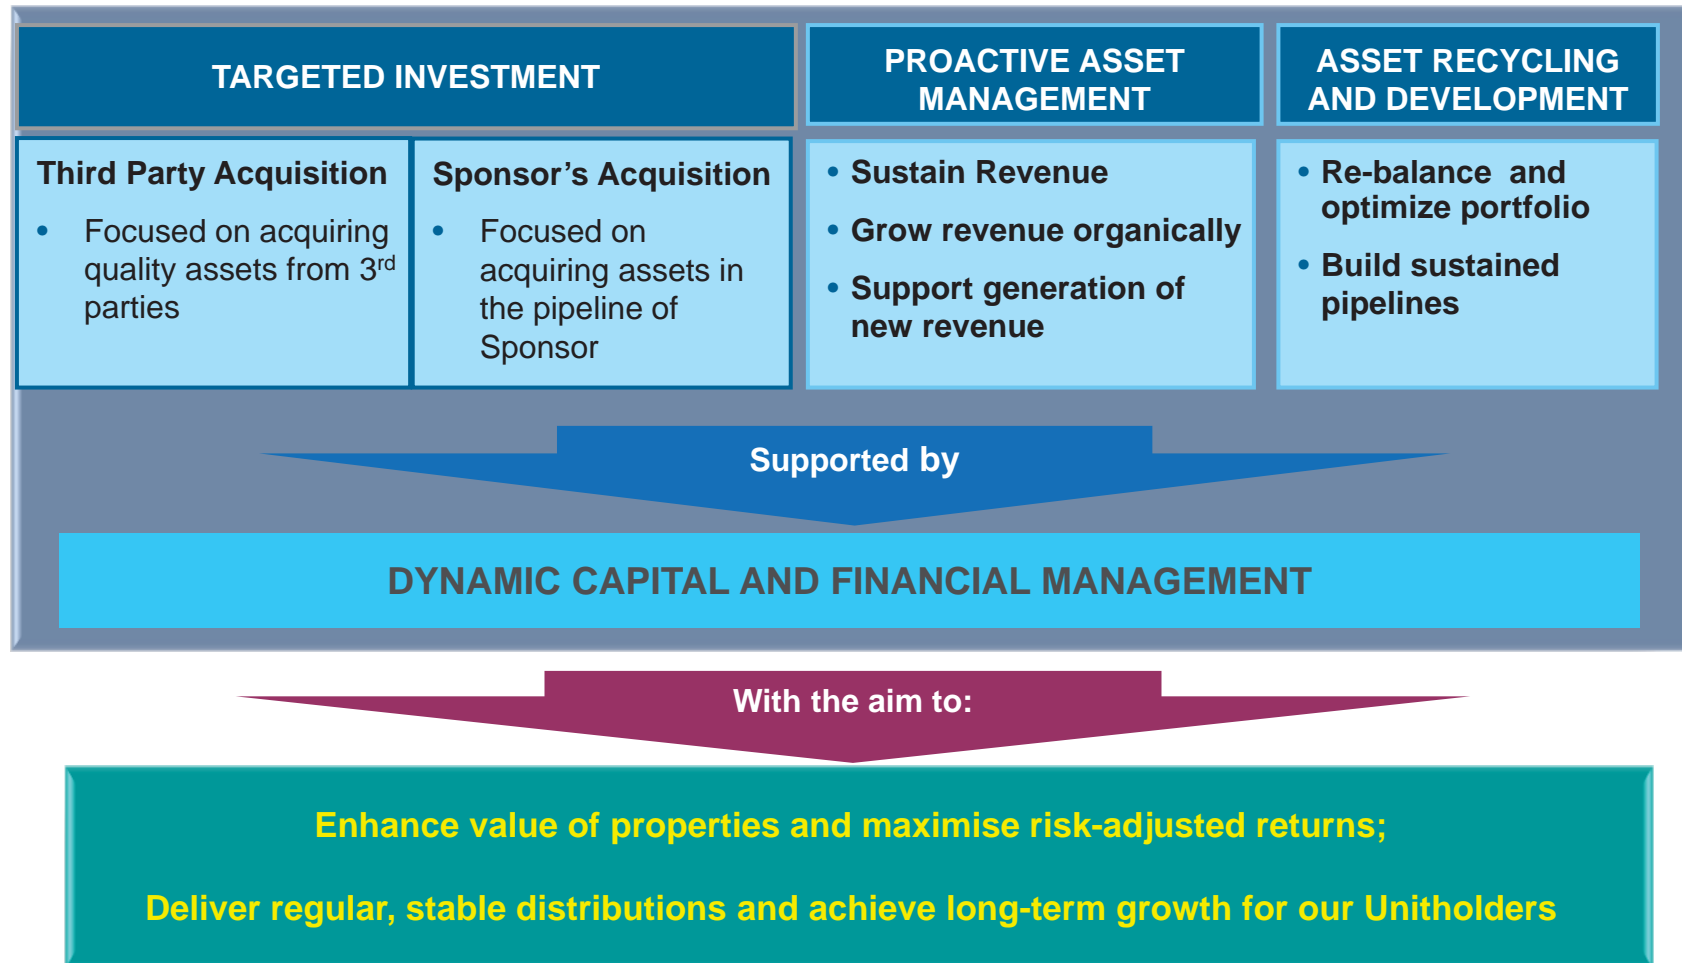 TARGETED INVESTMENT
PROACTIVE ASSET
MANAGEMENT
ASSET RECYCLING
AND DEVELOPMENT
Third Party Acquisition
• Focused on acquiring
quality assets from 3rd
parties
Sponsor’s Acquisition
• Focused on
acquiring assets in
the pipeline of
Sponsor
• Sustain Revenue
• Grow revenue organically
• Support generation of
new revenue
• Re-balance and
optimize portfolio
• Build sustained
pipelines
Supported by
DYNAMIC CAPITAL AND FINANCIAL MANAGEMENT
With the aim to:
Enhance value of properties and maximise risk-adjusted returns;
Deliver regular, stable distributions and achieve long-term growth for our Unitholders